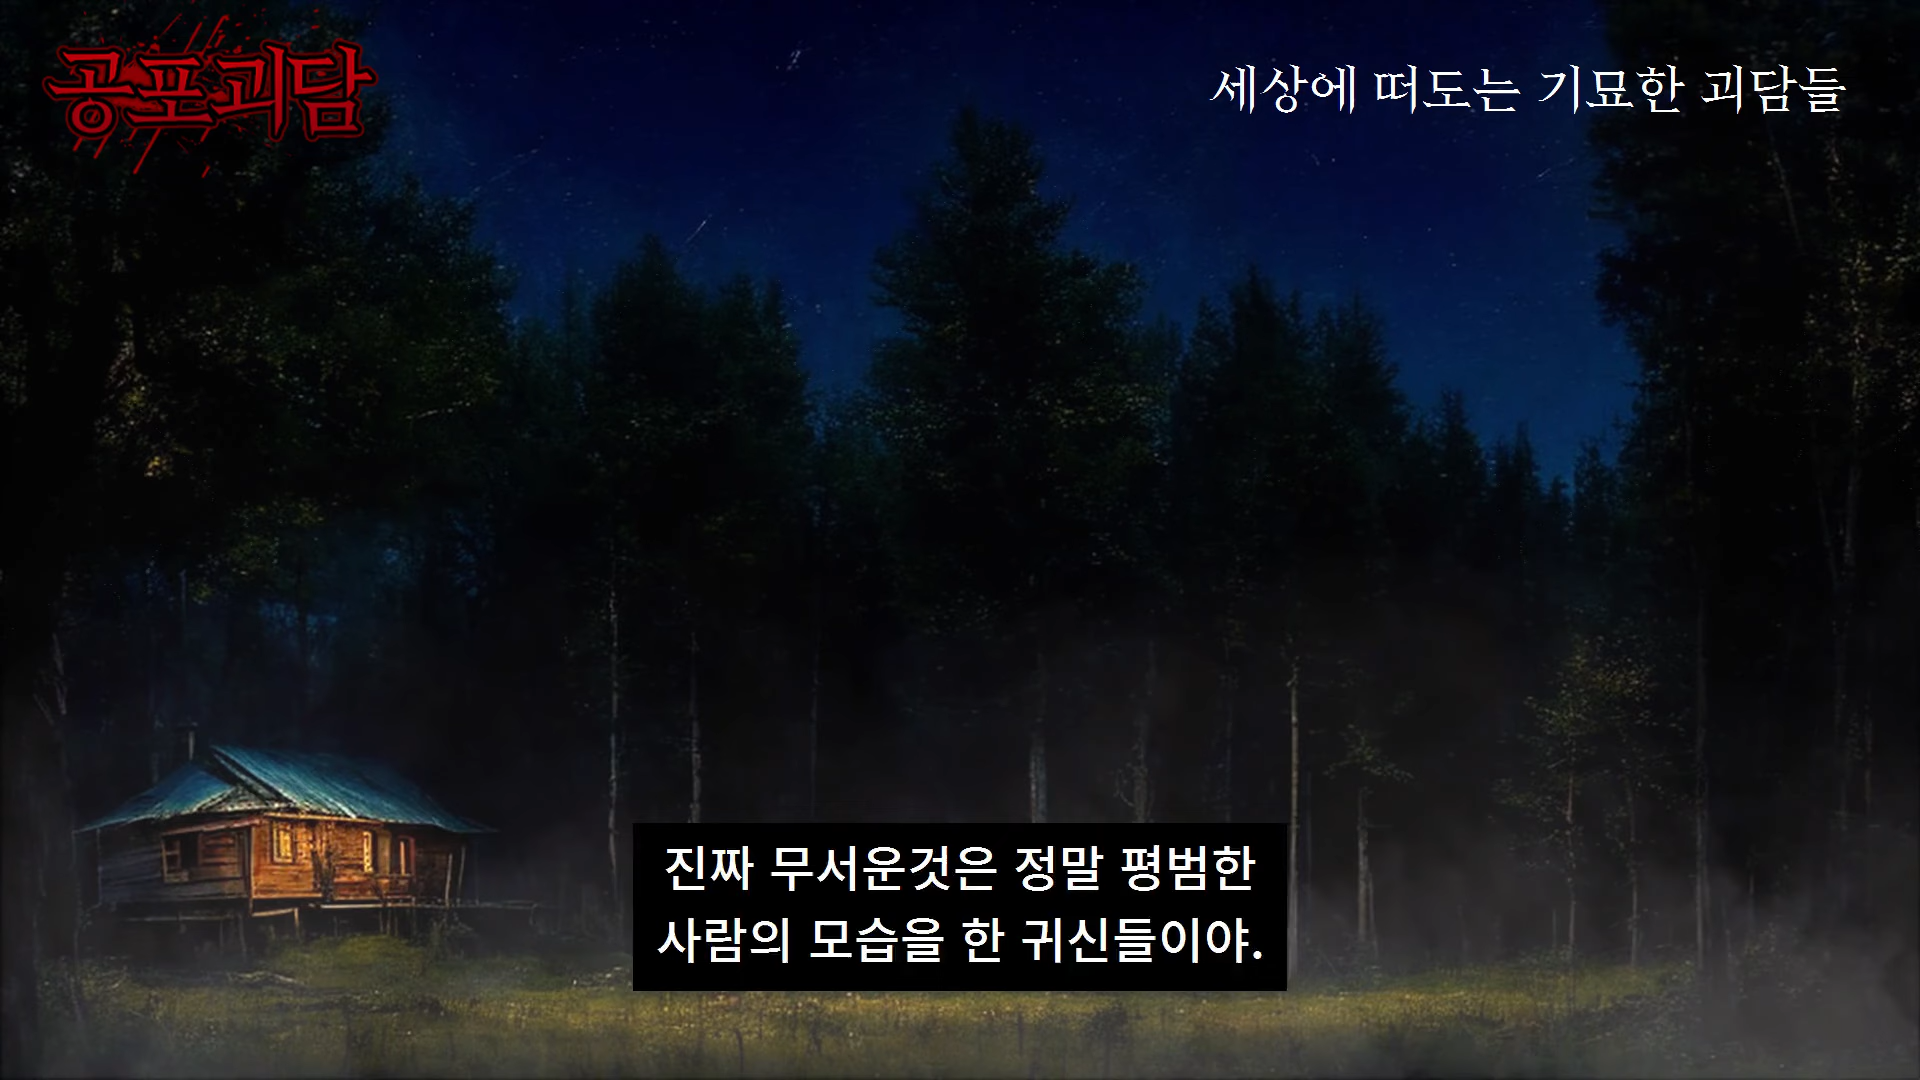 공포괴담
세상에 떠도는 기묘한 괴담들
진짜 무서운것은 정말 평범한
사람의 모습을 한 귀신들이야.